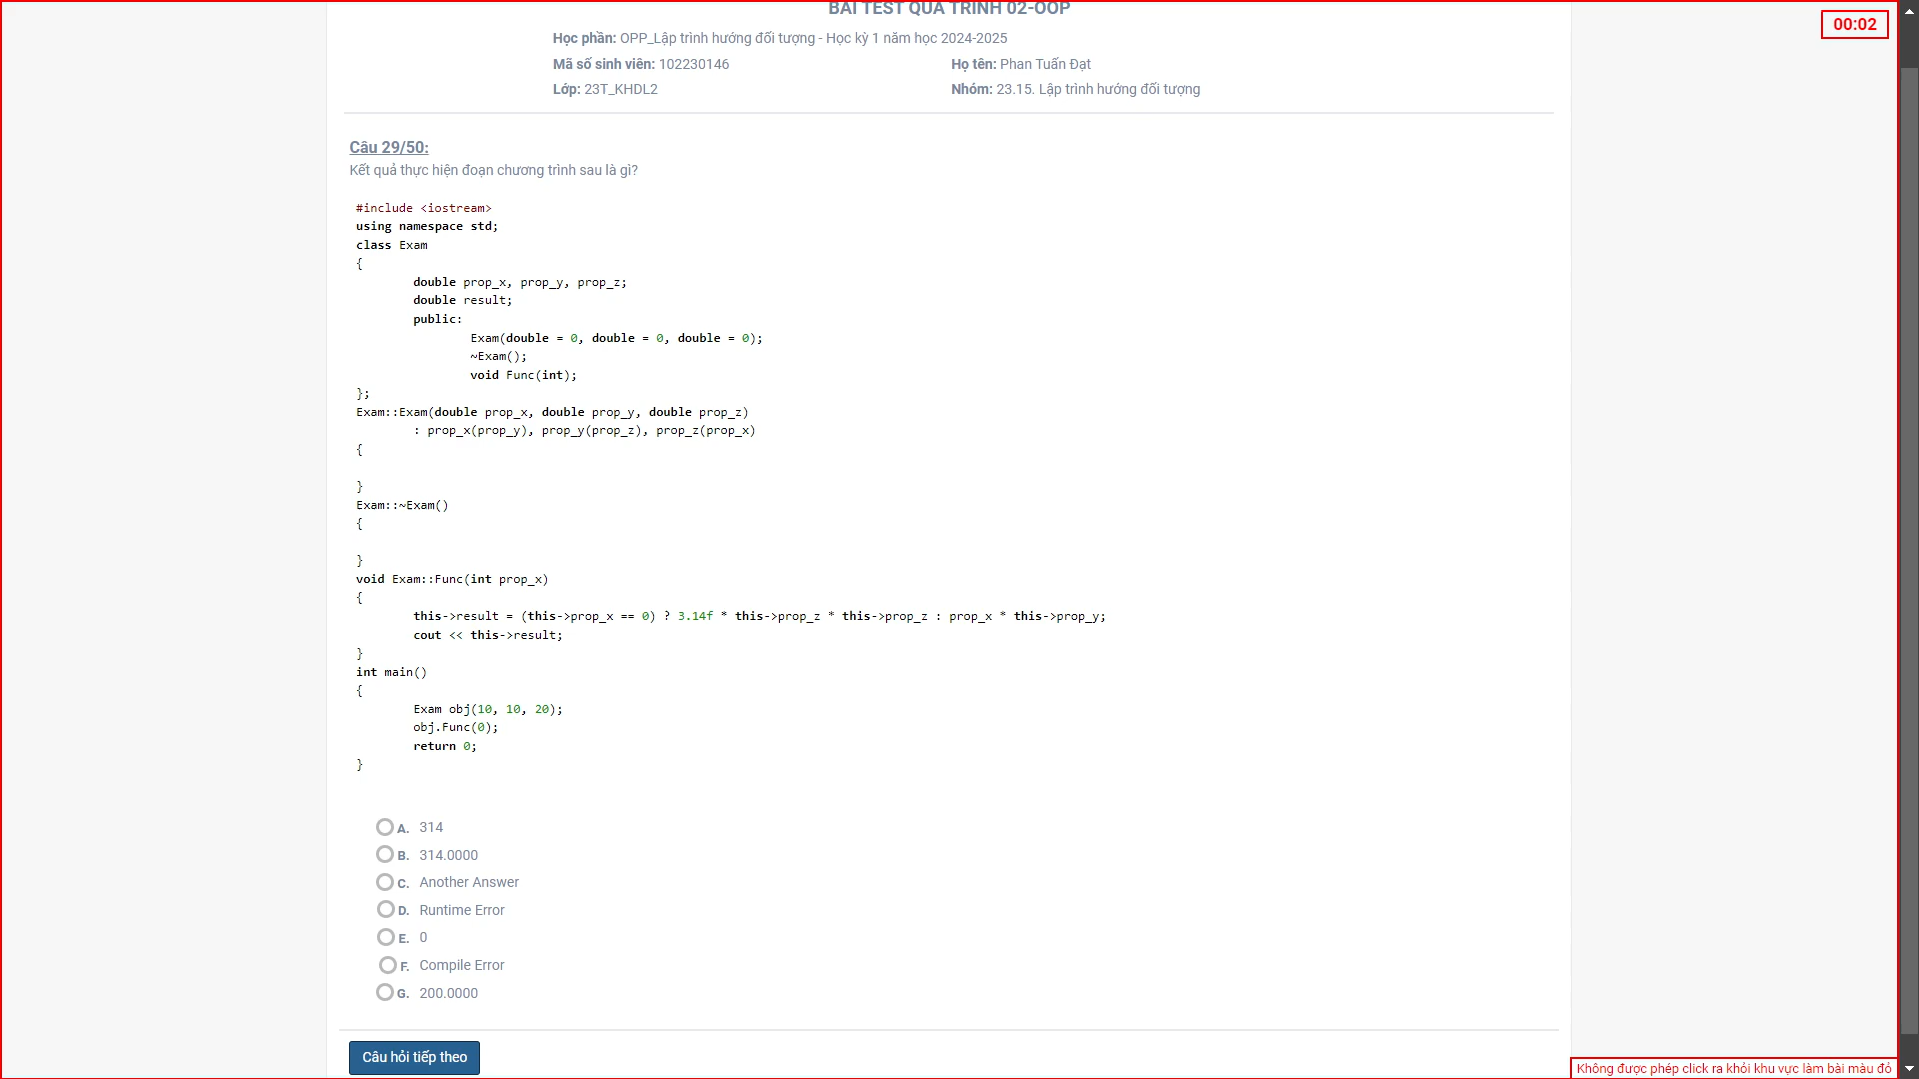 BÀI TEST QUÁ TRÌNH 02-OOP
00:02
Học phần: OPP_Lập trình hướng đối tượng - Học kỳ 1 năm học 2024-2025
Mã số sinh viên: 102230146
Họ tên: Phan Tuấn Đạt
Lớp: 23T_KHDL2
Nhóm: 23.15. Lập trình hướng đối tượng
Câu 29/50:
Kết quả thực hiện đoạn chương trình sau là gì?
#include <iostream>
using namespace std;
class Exam
{
        double prop_x, prop_y, prop_z;
        double result;
        public:
                Exam(double = 0, double = 0, double = 0);
                ~Exam();
                void Func(int);
};
Exam::Exam(double prop_x, double prop_y, double prop_z)
        : prop_x(prop_y), prop_y(prop_z), prop_z(prop_x)
{
}
Exam::~Exam()
{
}
void Exam::Func(int prop_x)
{
        this->result = (this->prop_x == 0) ? 3.14f * this->prop_z * this->prop_z : prop_x * this->prop_y;
        cout << this->result;
}
int main()
{
        Exam obj(10, 10, 20);
        obj.Func(0);
        return 0;
}
A. 314
B. 314.0000
C. Another Answer
D. Runtime Error
E. 0
F. Compile Error
G. 200.0000
Câu hỏi tiếp theo
Không được phép click ra khỏi khu vực làm bài màu đỏ